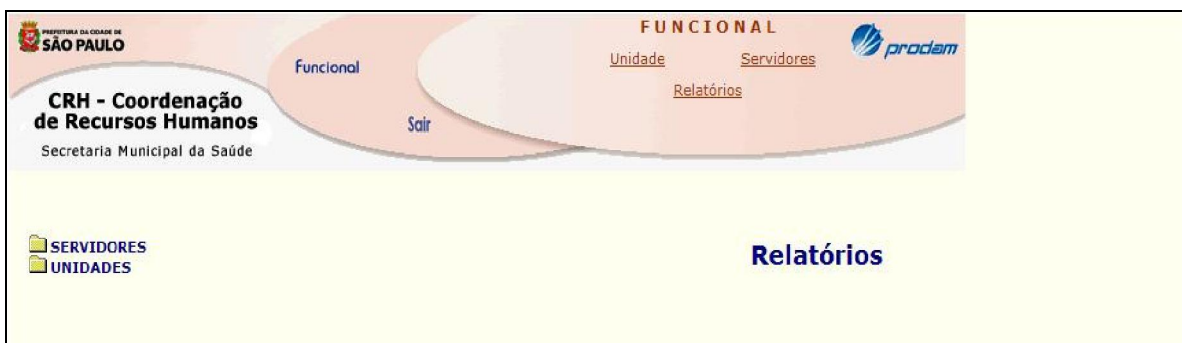 PREFEITURA DA CIDADE DE
SÃO PAULO
CRH - Coordenação
de Recursos Humanos
Secretaria Municipal da Saúde
Funcional
Sair
FUNCIONAL
Unidade Servidores
Relatórios
prodam
SERVIDORES
UNIDADES
Relatórios